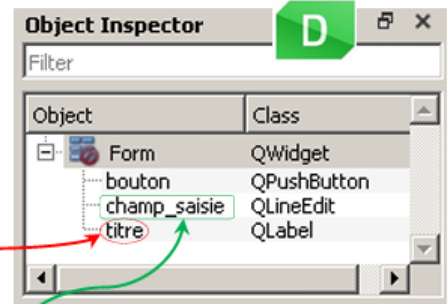 Object Inspector
D
Filter
Object Class
Form QWidget
bouton QPushButton
champ_saisie QLineEdit
titre QLabel